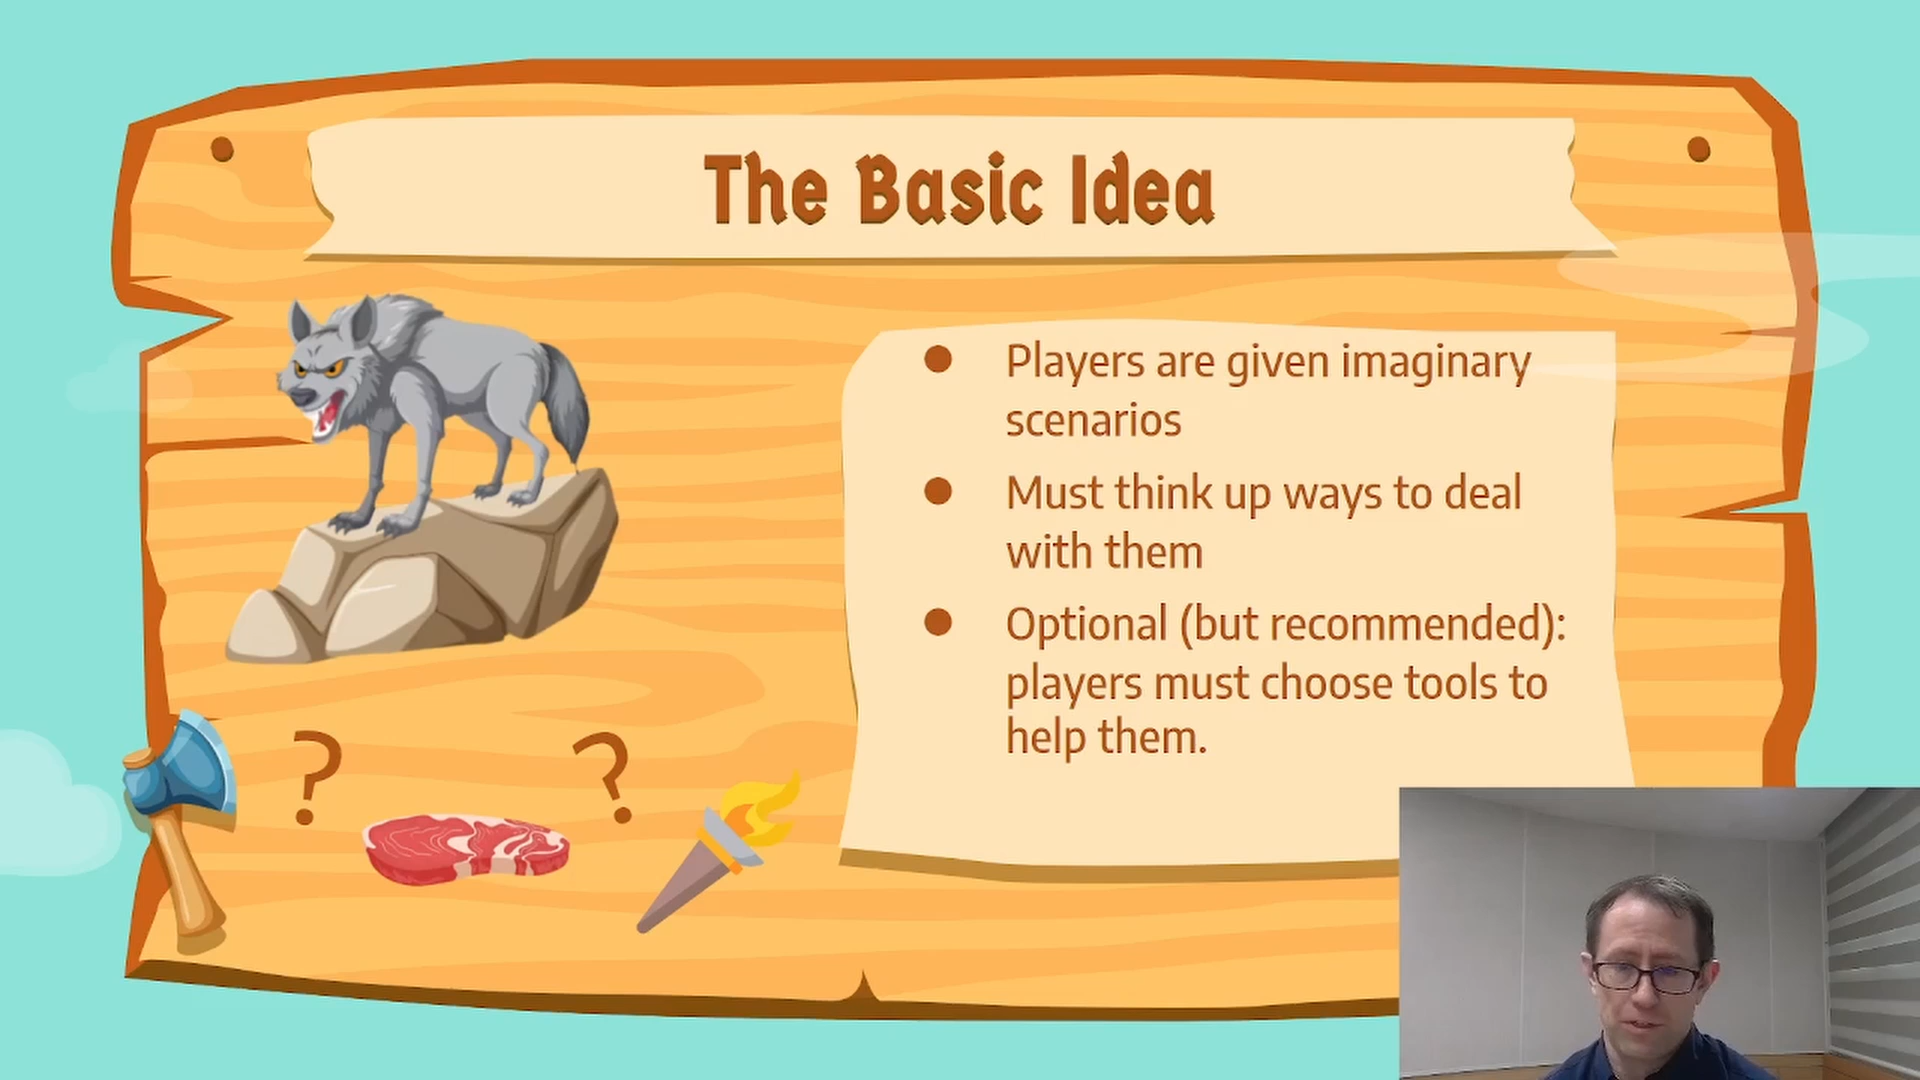 The Basic Idea
● Players are given imaginary
scenarios
● Must think up ways to deal
with them
● Optional (but recommended):
players must choose tools to
help them.
? ?